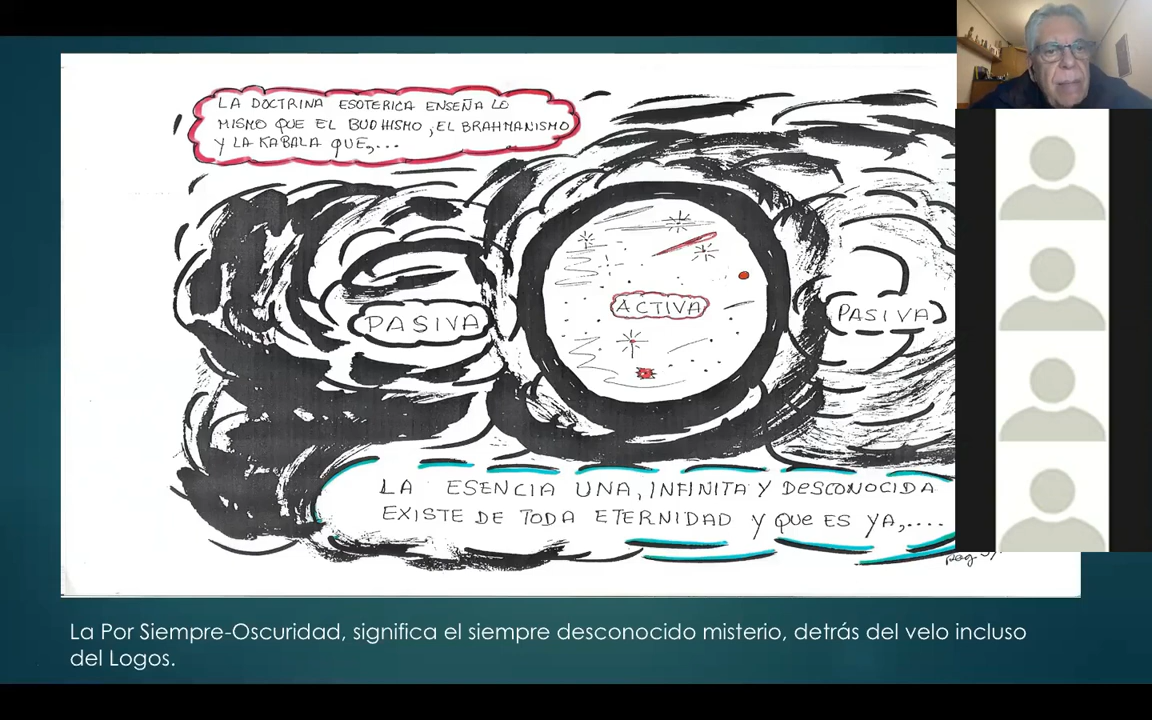 LA DOCTRINA ESOTERICA ENSEÑA LO
MISMO QUE EL BUDHISMO, EL BRAHMANISMO
Y LA KABALA QUE,...
PASIVA
ACTIVA
PASIVA
LA ESENCIA UNA, INFINITA Y DESCONOCIDA
EXISTE DE TODA ETERNIDAD Y QUE ES YA,....
pag.
La Por Siempre-Oscuridad, significa el siempre desconocido misterio, detrás del velo incluso
del Logos.